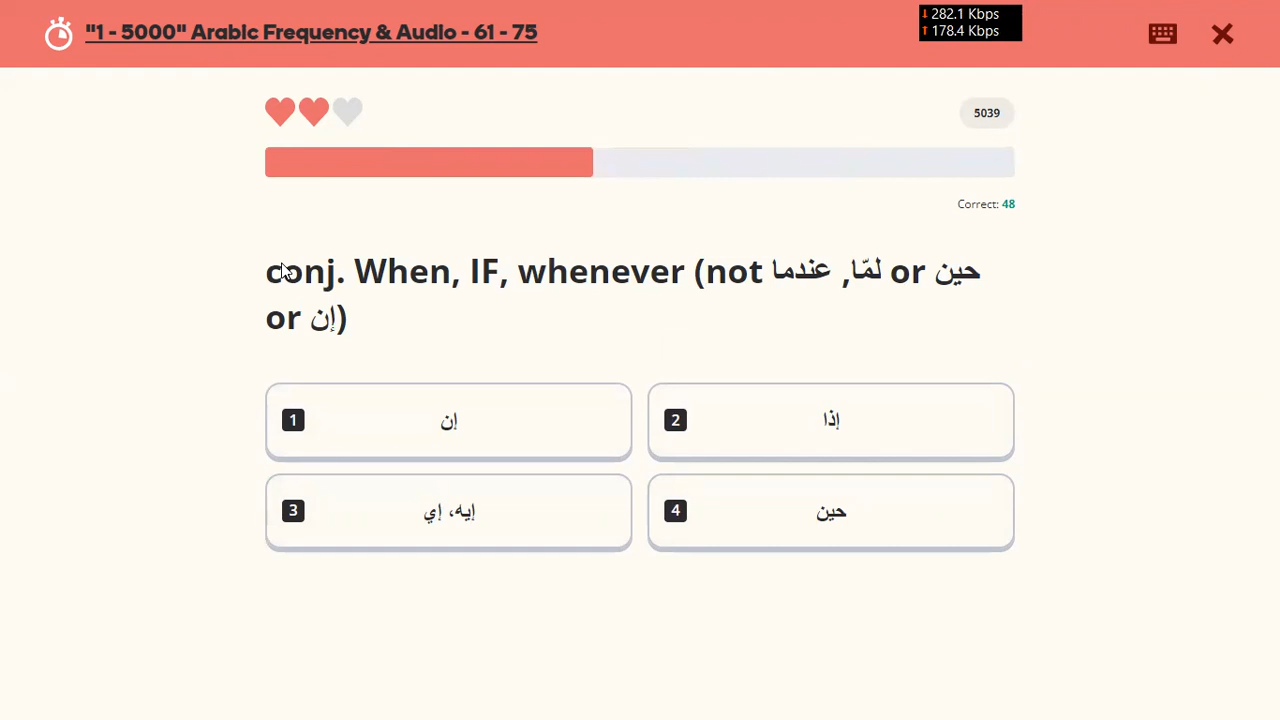 "1 - 5000" Arabic Frequency & Audio - 61 - 75
↓ 282.1 Kbps
↑ 178.4 Kbps
5039
Correct: 48
conj. When, IF, whenever (not لمّا, عندما or حين
or إن)
1 إن
2 إذا
3 إيه، إي
4 حين